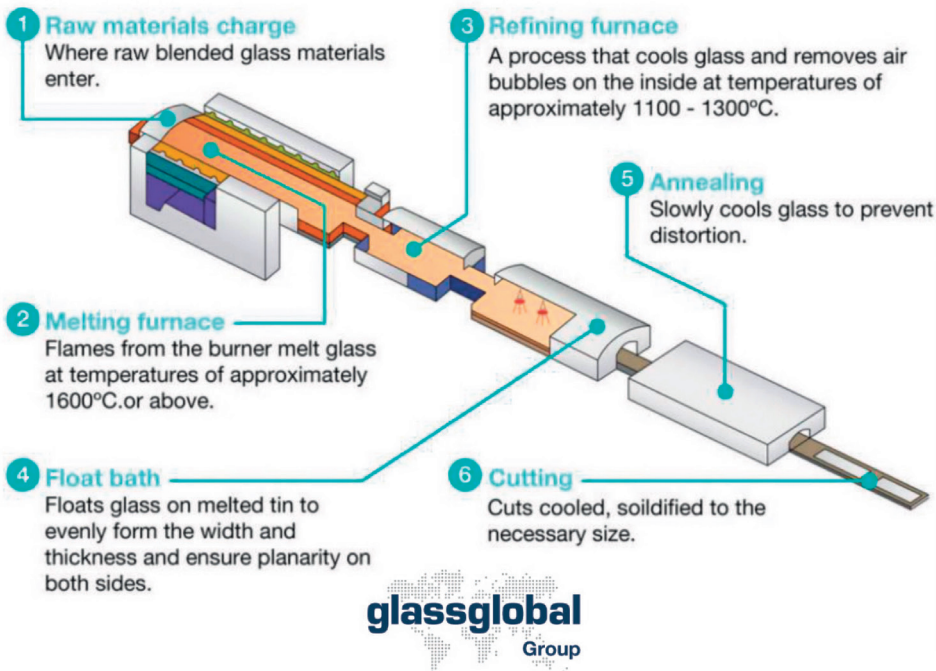 1 Raw materials charge
Where raw blended glass materials
enter.
3 Refining furnace
A process that cools glass and removes air
bubbles on the inside at temperatures of
approximately 1100 - 1300ºC.
5 Annealing
Slowly cools glass to prevent
distortion.
2 Melting furnace
Flames from the burner melt glass
at temperatures of approximately
1600ºC.or above.
4 Float bath
Floats glass on melted tin to
evenly form the width and
thickness and ensure planarity on
both sides.
6 Cutting
Cuts cooled, soildified to the
necessary size.
glassglobal
Group